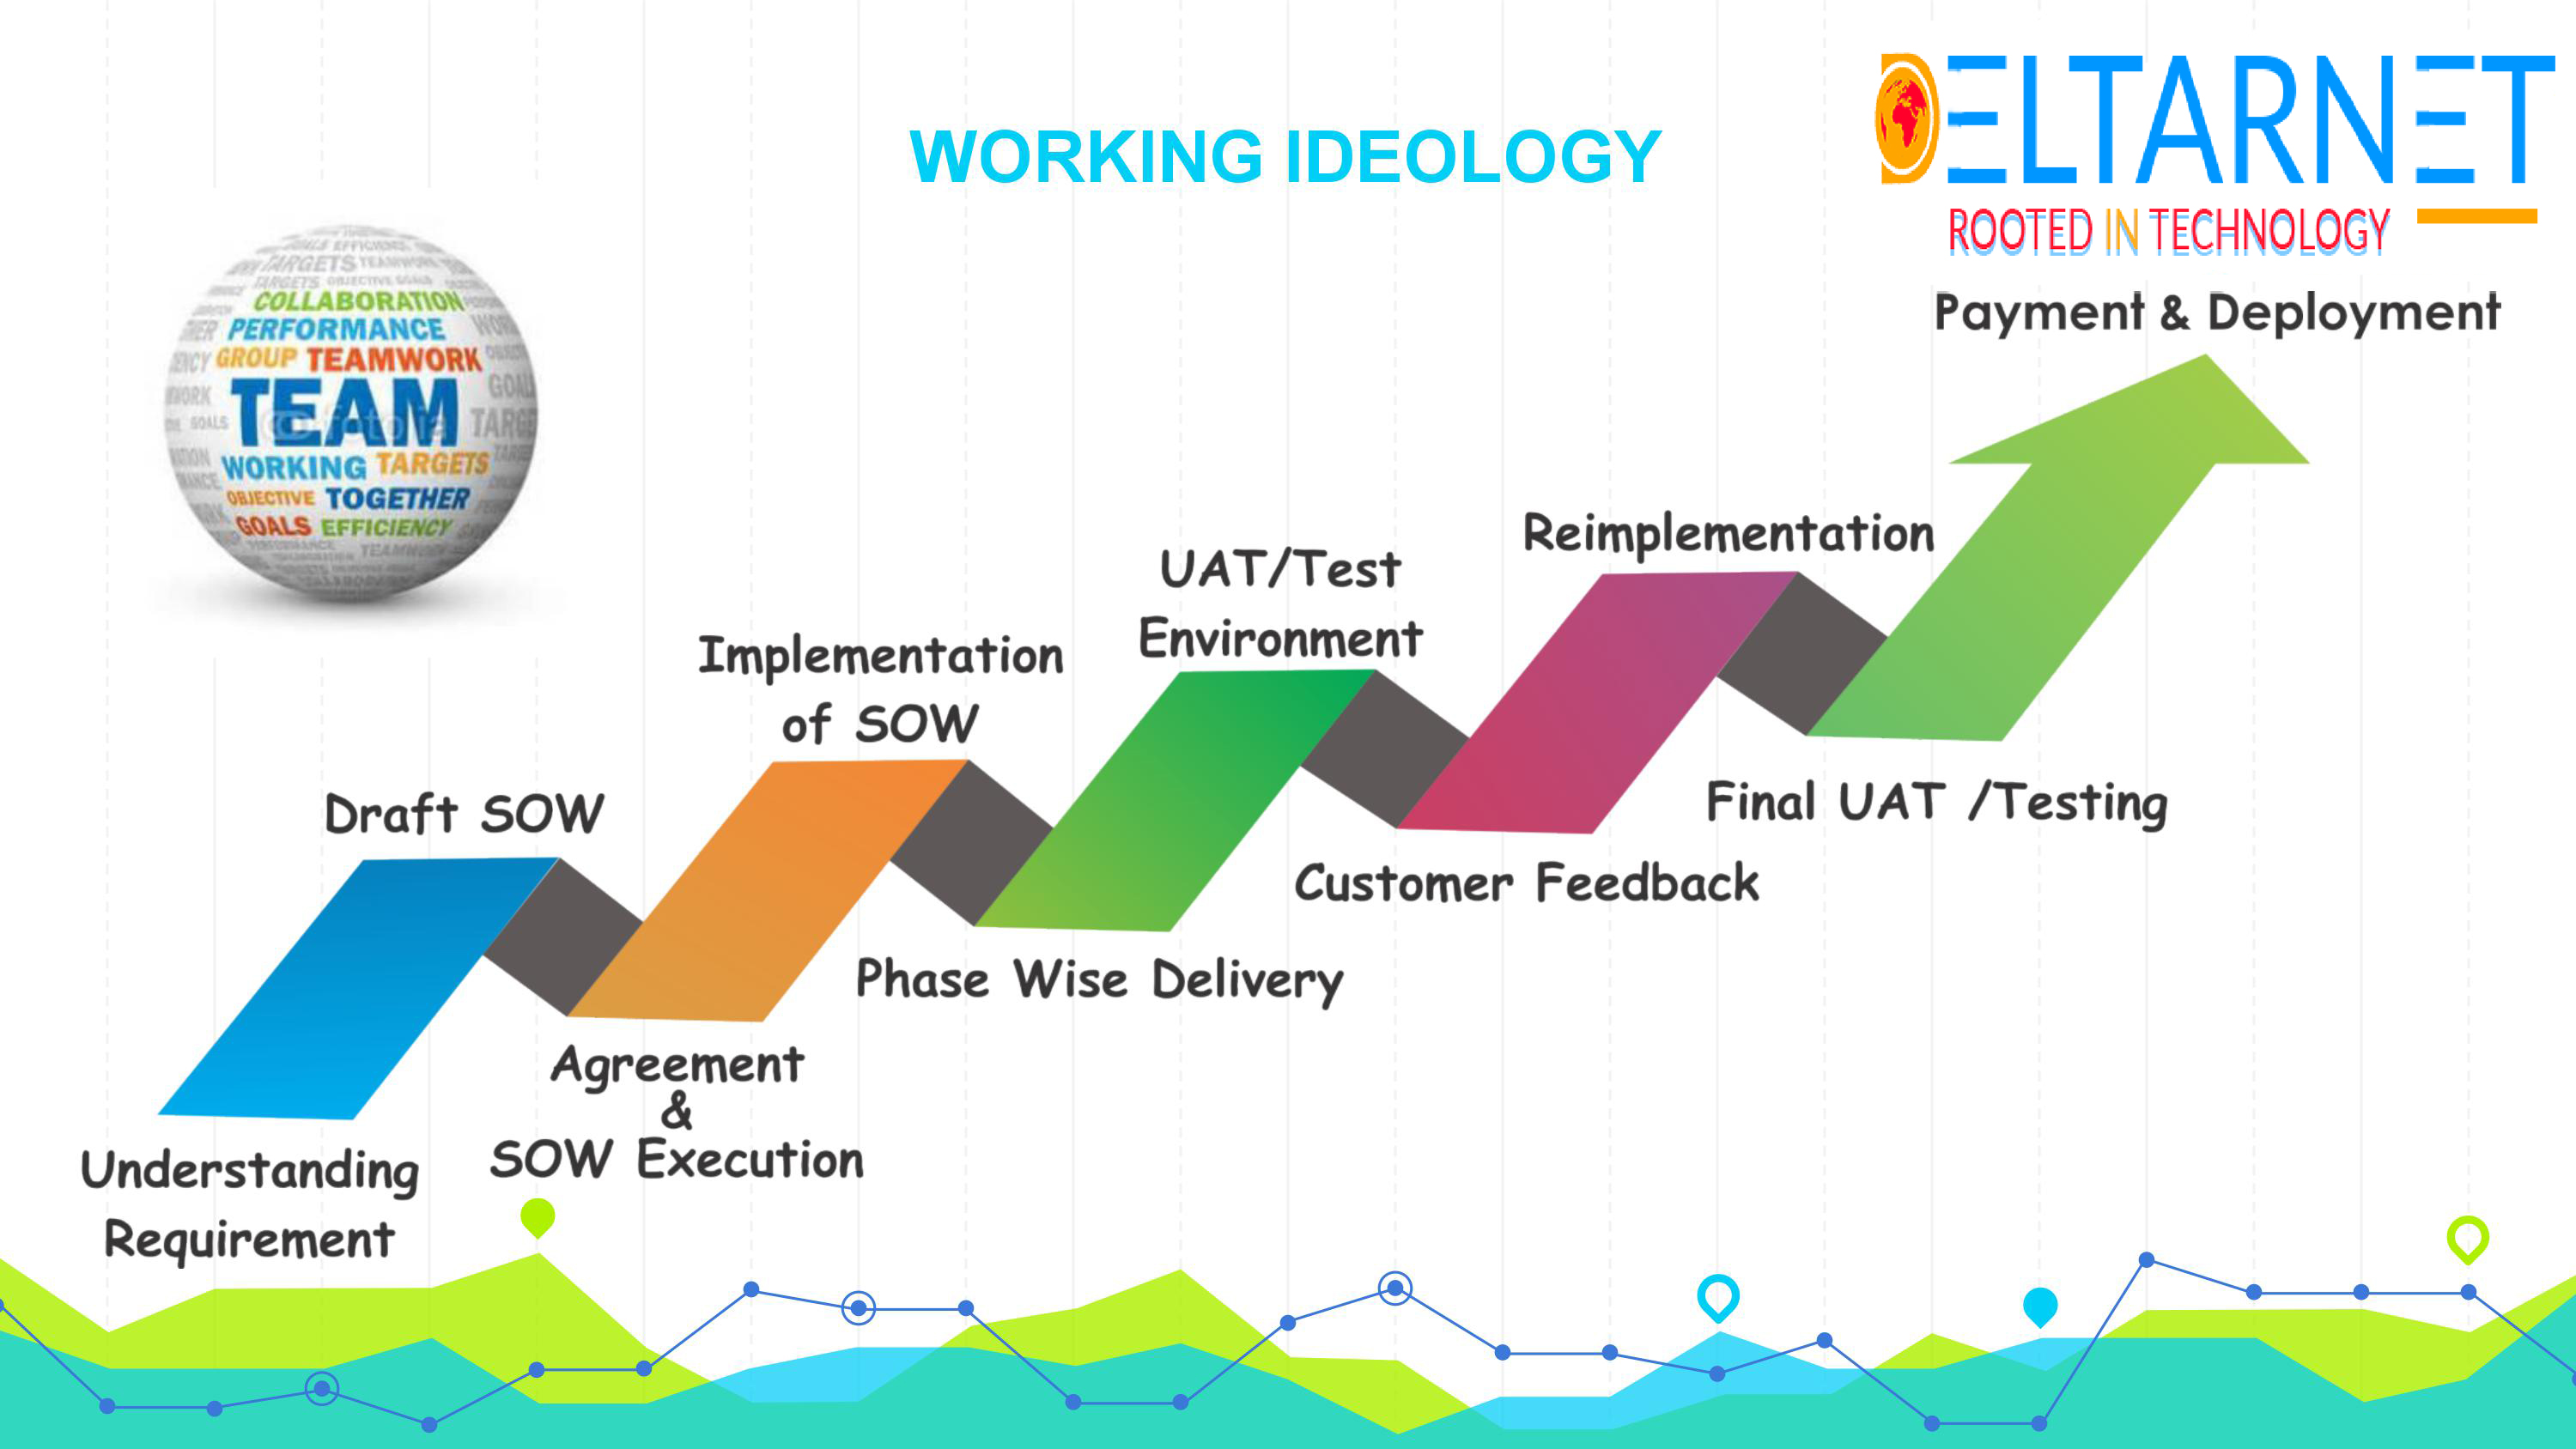 WORKING IDEOLOGY
DELTARNET
ROOTED IN TECHNOLOGY
COLLABORATION
PERFORMANCE
GROUP TEAMWORK
TEAM
WORKING TARGETS
OBJECTIVE TOGETHER
GOALS EFFICIENCY
Payment & Deployment
Reimplementation
UAT/Test
Environment
Implementation
of SOW
Draft SOW
Final UAT /Testing
Customer Feedback
Phase Wise Delivery
Agreement
&
SOW Execution
Understanding
Requirement